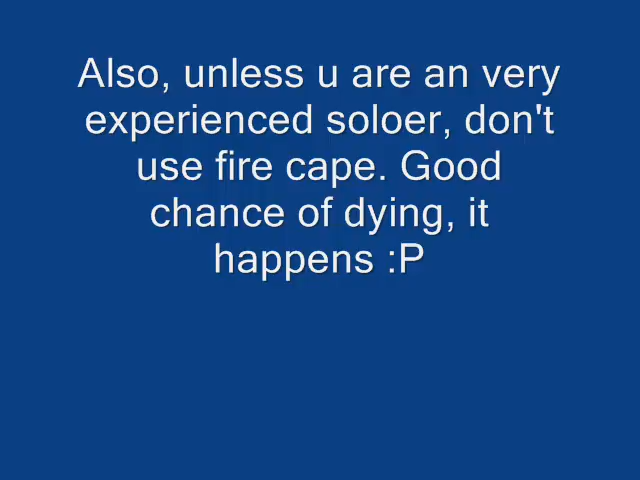 Also, unless u are an very
experienced soloer, don't
use fire cape. Good
chance of dying, it
happens :P